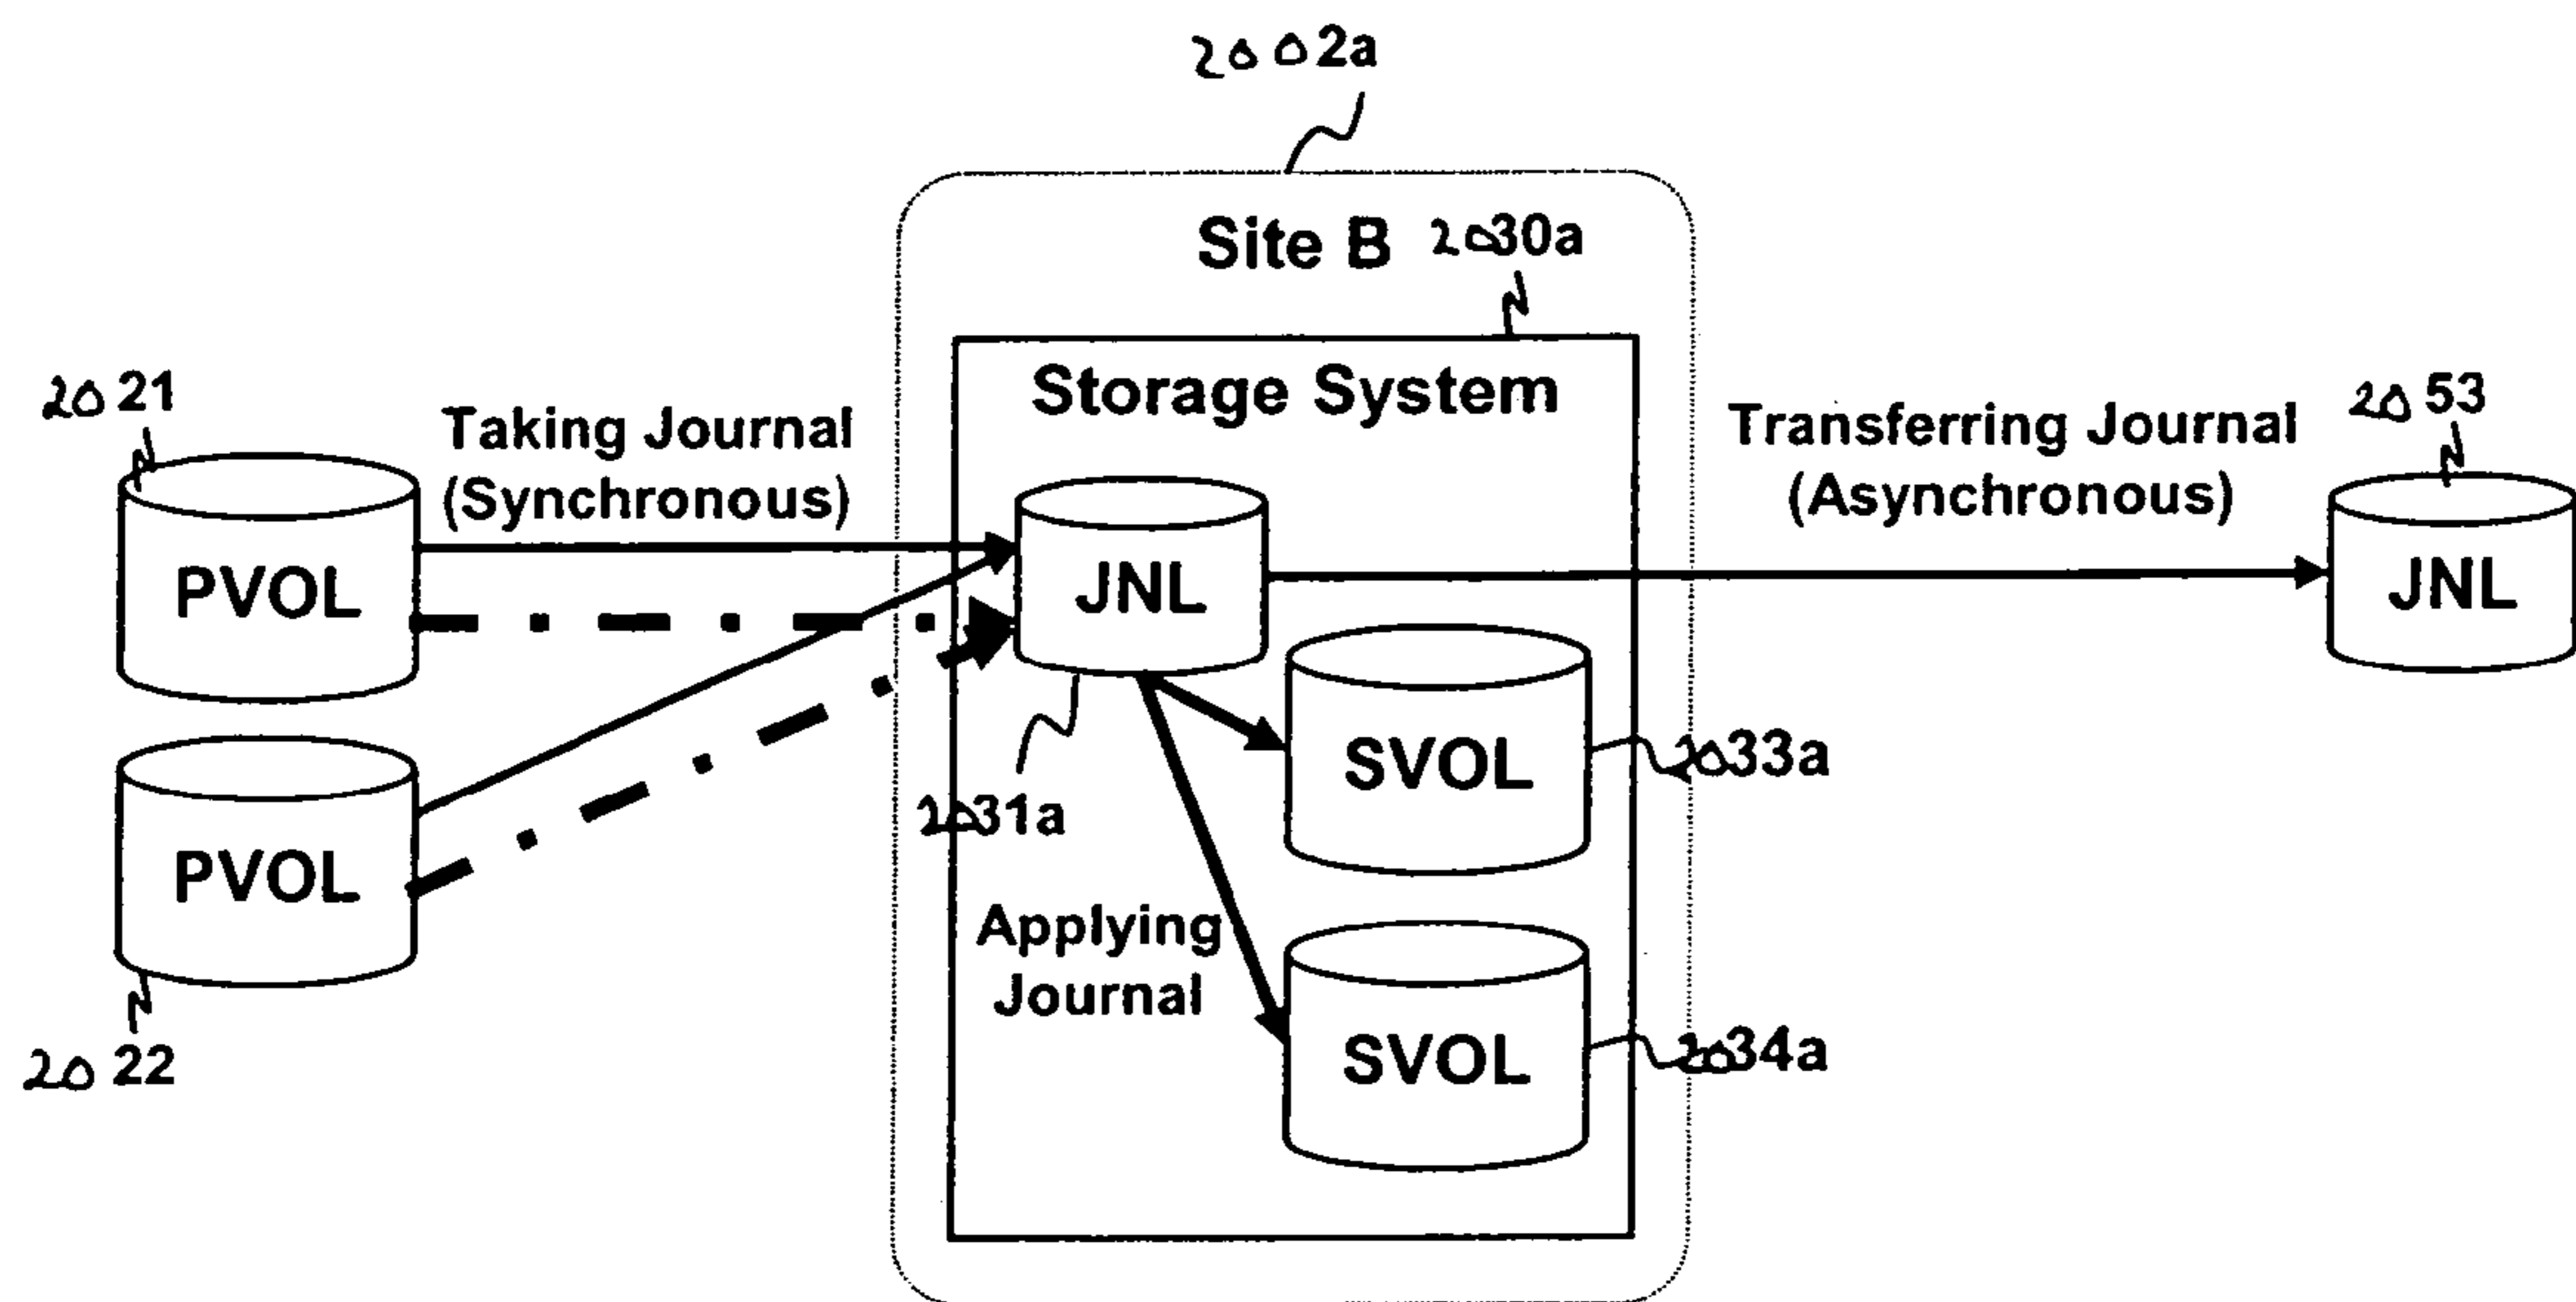 2002a
Site B
2030a
Storage System
2021
Taking Journal
(Synchronous)
Transferring Journal
(Asynchronous)
2053
PVOL
JNL
JNL
SVOL
2033a
2031a
PVOL
Applying
Journal
SVOL
2034a
2022